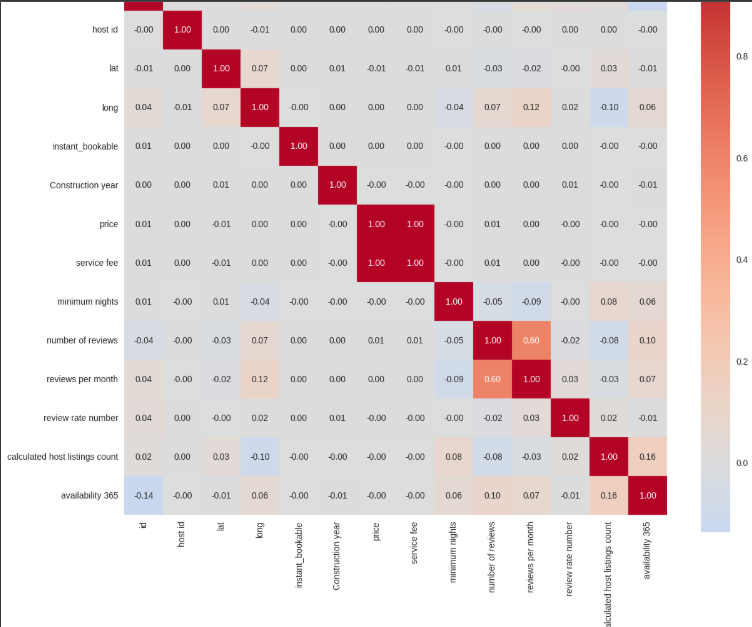 host id -0.00 1.00 0.00 -0.01 0.00 0.00 0.00 0.00 -0.00 -0.00 -0.00 0.00 0.00 -0.00
0.8
lat -0.01 0.00 1.00 0.07 0.00 0.01 -0.01 -0.01 0.01 -0.03 -0.02 -0.00 0.03 -0.01
long 0.04 -0.01 0.07 1.00 -0.00 0.00 0.00 0.00 -0.04 0.07 0.12 0.02 -0.10 0.06
instant_bookable 0.01 0.00 0.00 -0.00 1.00 0.00 0.00 0.00 -0.00 0.00 0.00 0.00 -0.00 -0.00
0.6
Construction year 0.00 0.00 0.01 0.00 0.00 1.00 -0.00 -0.00 -0.00 0.00 0.00 0.01 -0.00 -0.01
price 0.01 0.00 -0.01 0.00 0.00 -0.00 1.00 1.00 -0.00 0.01 0.00 -0.00 -0.00 -0.00
service fee 0.01 0.00 -0.01 0.00 0.00 -0.00 1.00 1.00 -0.00 0.01 0.00 -0.00 -0.00 -0.00
0.4
minimum nights 0.01 -0.00 0.01 -0.04 -0.00 -0.00 -0.00 -0.00 1.00 -0.05 -0.09 -0.00 0.08 0.06
number of reviews -0.04 -0.00 -0.03 0.07 0.00 0.00 0.01 0.01 -0.05 1.00 0.60 -0.02 -0.08 0.10
0.2
reviews per month 0.04 -0.00 -0.02 0.12 0.00 0.00 0.00 0.00 -0.09 0.60 1.00 0.03 -0.03 0.07
review rate number 0.04 0.00 -0.00 0.02 0.00 0.01 -0.00 -0.00 -0.00 -0.02 0.03 1.00 0.02 -0.01
calculated host listings count 0.02 0.00 0.03 -0.10 -0.00 -0.00 -0.00 -0.00 0.08 -0.08 -0.03 0.02 1.00 0.16
0.0
availability 365 -0.14 -0.00 -0.01 0.06 -0.00 -0.01 -0.00 -0.00 0.06 0.10 0.07 -0.01 0.16 1.00
id
host id
lat
long
instant_bookable
Construction year
price
service fee
minimum nights
number of reviews
reviews per month
review rate number
alculated host listings count
availability 365